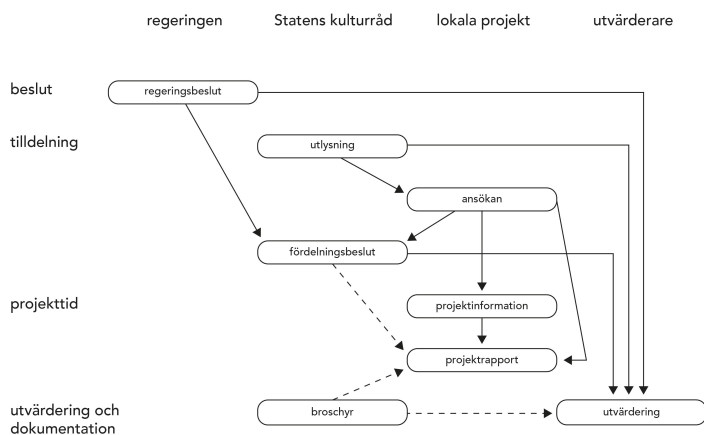 regeringen Statens kulturråd lokala projekt utvärderare
beslut regeringsbeslut
tilldelning utlysning
ansökan
fördelningsbeslut
projekttid projektinformation
projektrapport
utvärdering och dokumentation broschyr utvärdering